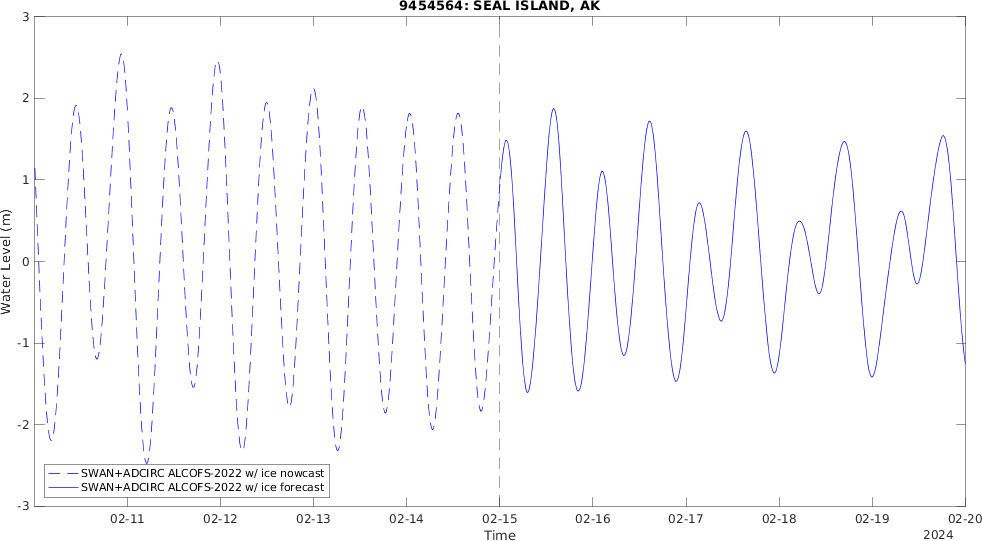 9454564: SEAL ISLAND, AK
3
2
1
0
-1
-2
-3
Water Level (m)
SWAN+ADCIRC ALCOFS-2022 w/ ice nowcast
SWAN+ADCIRC ALCOFS-2022 w/ ice forecast
02-11 02-12 02-13 02-14 02-15 02-16 02-17 02-18 02-19 02-20
Time
2024